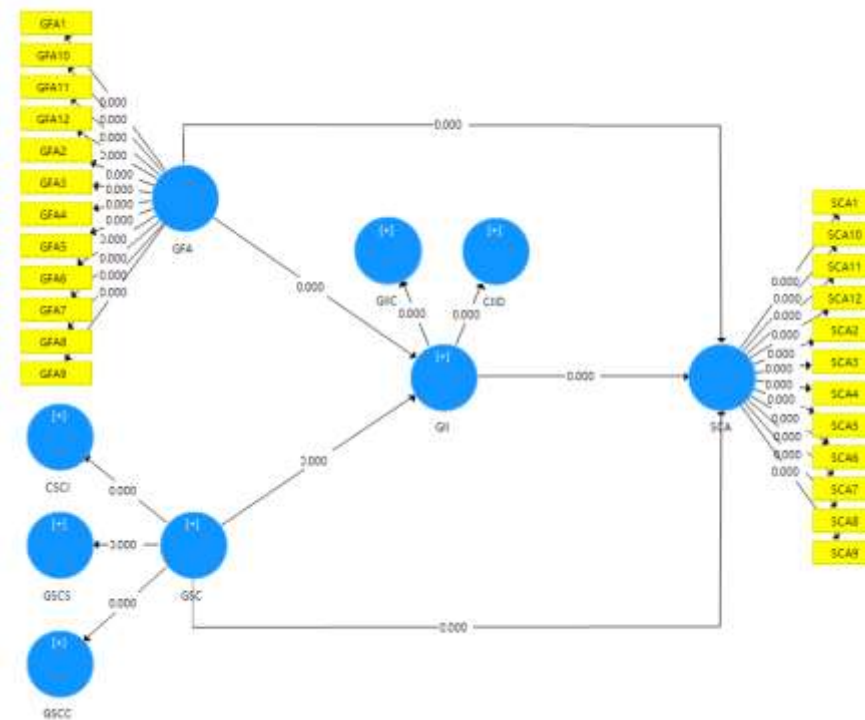 GFA1
GFA10
GFA11
GFA12
GFA2
GFA3
GFA4
GFA5
GFA6
GFA7
GFA8
GFA9
0.000
0.000
0.000
0.000
0.000
0.000
0.000
0.000
0.000
0.000
0.000
0.000
GFA
0.000
0.000
[+]
GIIC
[+]
CIID
0.000
0.000
[+]
GII
0.000
SCA
0.000
0.000
0.000
0.000
0.000
0.000
0.000
0.000
0.000
0.000
0.000
0.000
SCA1
SCA10
SCA11
SCA12
SCA2
SCA3
SCA4
SCA5
SCA6
SCA7
SCA8
SCA9
[+]
CSCI
[+]
GSCS
[+]
GSCC
0.000
0.000
0.000
[+]
GSC
0.000
0.000